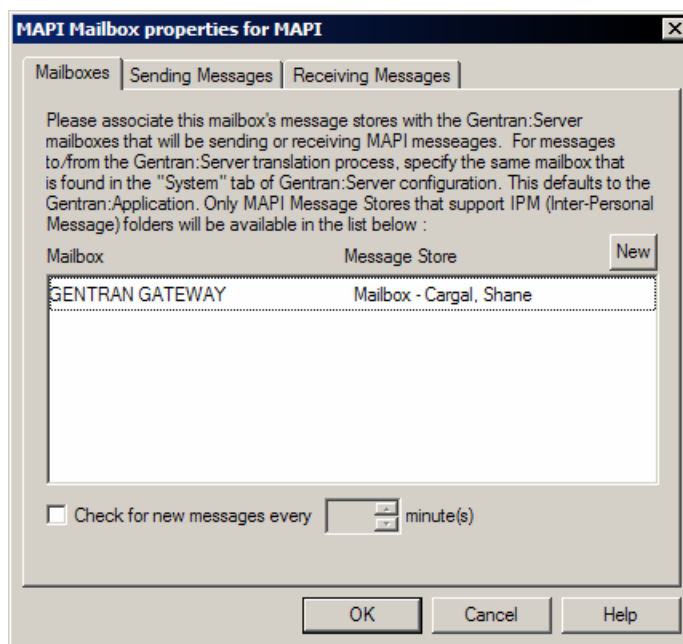 MAPI Mailbox properties for MAPI
Mailboxes Sending Messages Receiving Messages
Please associate this mailbox's message stores with the Gentran:Server
mailboxes that will be sending or receiving MAPI messeages. For messages
to/from the Gentran:Server translation process, specify the same mailbox that
is found in the "System" tab of Gentran:Server configuration. This defaults to the
Gentran:Application. Only MAPI Message Stores that support IPM (Inter-Personal
Message) folders will be available in the list below :
Mailbox Message Store New
GENTRAN GATEWAY Mailbox - Cargal, Shane
Check for new messages every minute(s)
OK Cancel Help